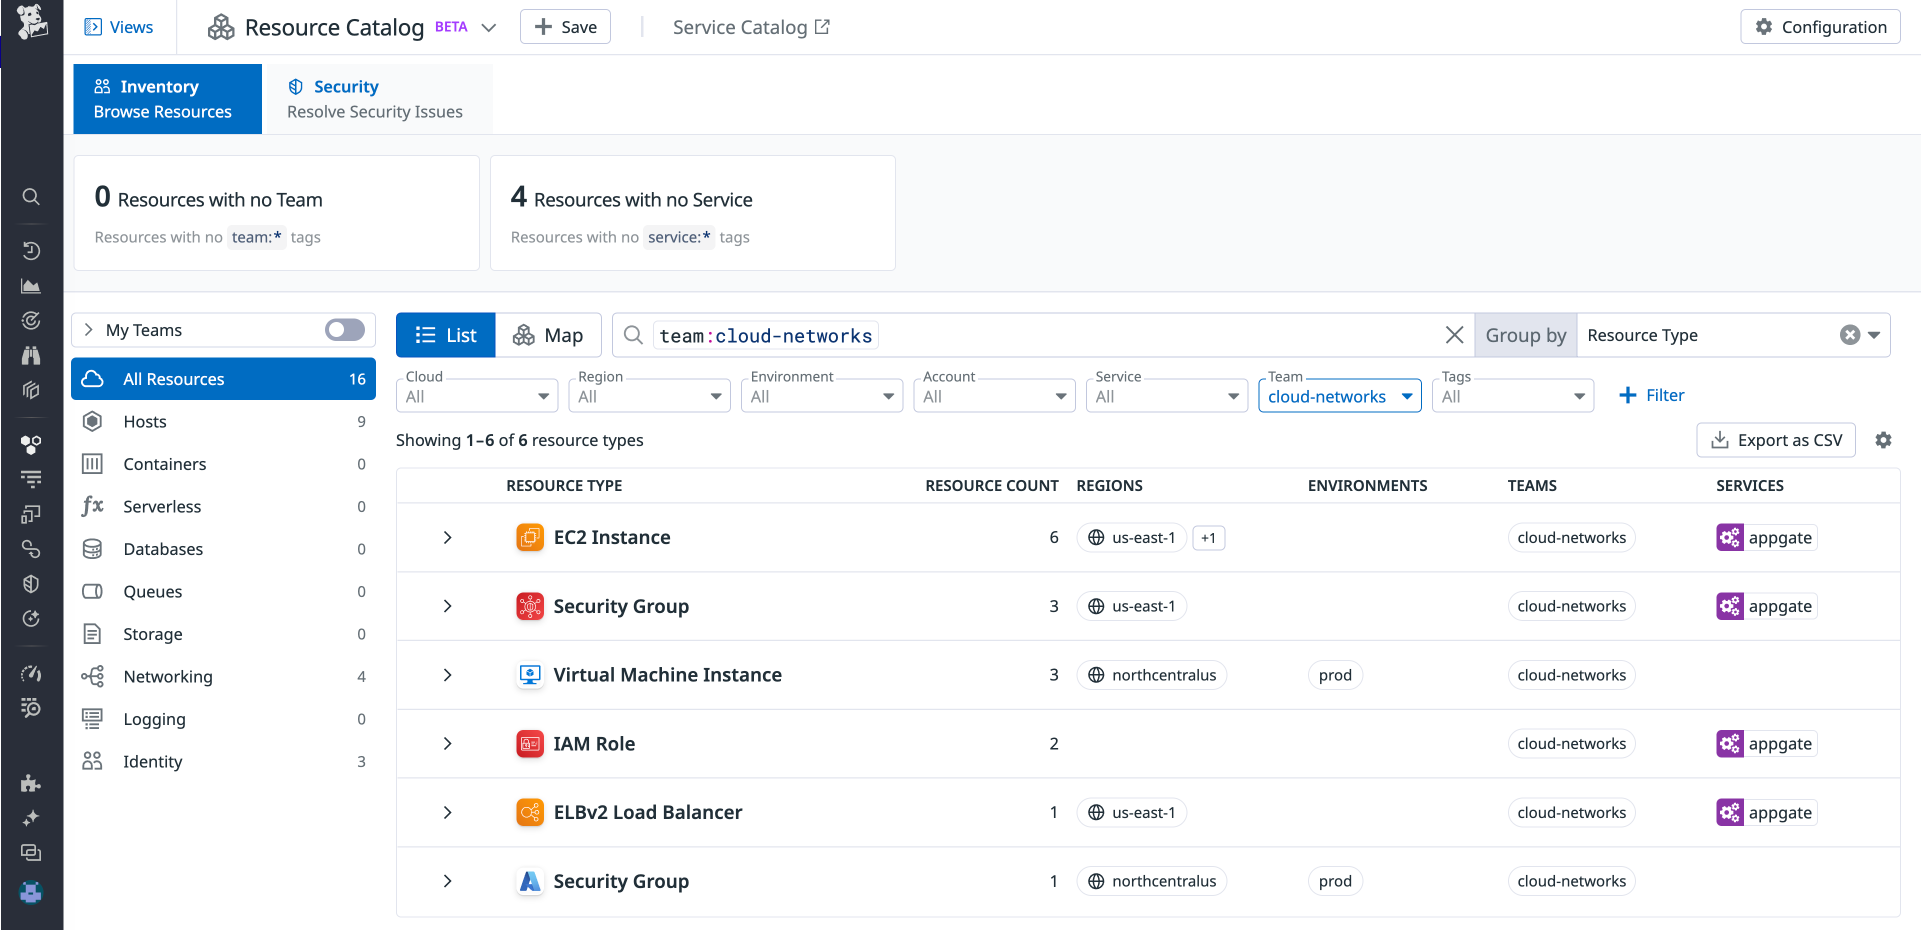 Views
Resource Catalog BETA
Save
Service Catalog
Configuration
Inventory
Browse Resources
Security
Resolve Security Issues
0 Resources with no Team
Resources with no team:* tags
4 Resources with no Service
Resources with no service:* tags
My Teams
All Resources 16
Hosts 9
Containers 0
Serverless 0
Databases 0
Queues 0
Storage 0
Networking 4
Logging 0
Identity 3
List
Map
team:cloud-networks
Group by
Resource Type
Cloud
All
Region
All
Environment
All
Account
All
Service
All
Team
cloud-networks
Tags
All
+ Filter
Showing 1–6 of 6 resource types
Export as CSV
RESOURCE TYPE RESOURCE COUNT REGIONS ENVIRONMENTS TEAMS SERVICES
EC2 Instance 6 us-east-1 +1 cloud-networks appgate
Security Group 3 us-east-1 cloud-networks appgate
Virtual Machine Instance 3 northcentralus prod cloud-networks
IAM Role 2 cloud-networks appgate
ELBv2 Load Balancer 1 us-east-1 cloud-networks appgate
Security Group 1 northcentralus prod cloud-networks